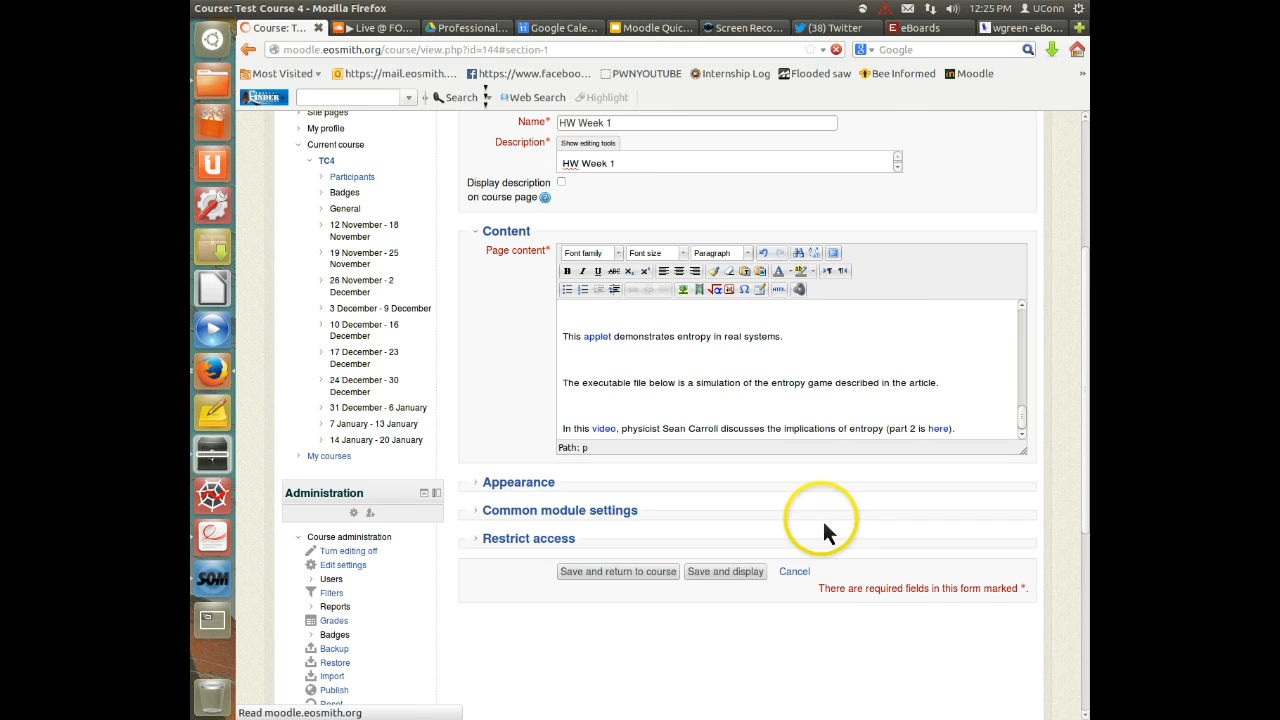 Course: Test Course 4 - Mozilla Firefox
12:25 PM UConn
Course: T...
▶ Live @ FO...
Professional...
Google Cale...
Moodle Quic...
Screen Reco...
(38) Twitter
eBoards
wgreen - eBo...
moodle.eosmith.org/course/view.php?id=144#section-1
Google
Most Visited
https://mail.eosmith....
https://www.faceboo...
PWNYOUTUBE
Internship Log
Flooded saw
Bee Informed
Moodle
»
Search
Web Search
Highlight
Site pages
My profile
Current course
TC4
Participants
Badges
General
12 November - 18
November
19 November - 25
November
26 November - 2
December
3 December - 9 December
10 December - 16
December
17 December - 23
December
24 December - 30
December
31 December - 6 January
7 January - 13 January
14 January - 20 January
My courses
Administration
Course administration
Turn editing off
Edit settings
Users
Filters
Reports
Grades
Badges
Backup
Restore
Import
Publish
Reset
Name*
HW Week 1
Description*
Show editing tools
HW Week 1
Display description
on course page
Content
Page content*
Font family
Font size
Paragraph
This applet demonstrates entropy in real systems.
The executable file below is a simulation of the entropy game described in the article.
In this video, physicist Sean Carroll discusses the implications of entropy (part 2 is here).
Path: p
Appearance
Common module settings
Restrict access
Save and return to course
Save and display
Cancel
There are required fields in this form marked *.
Read moodle.eosmith.org